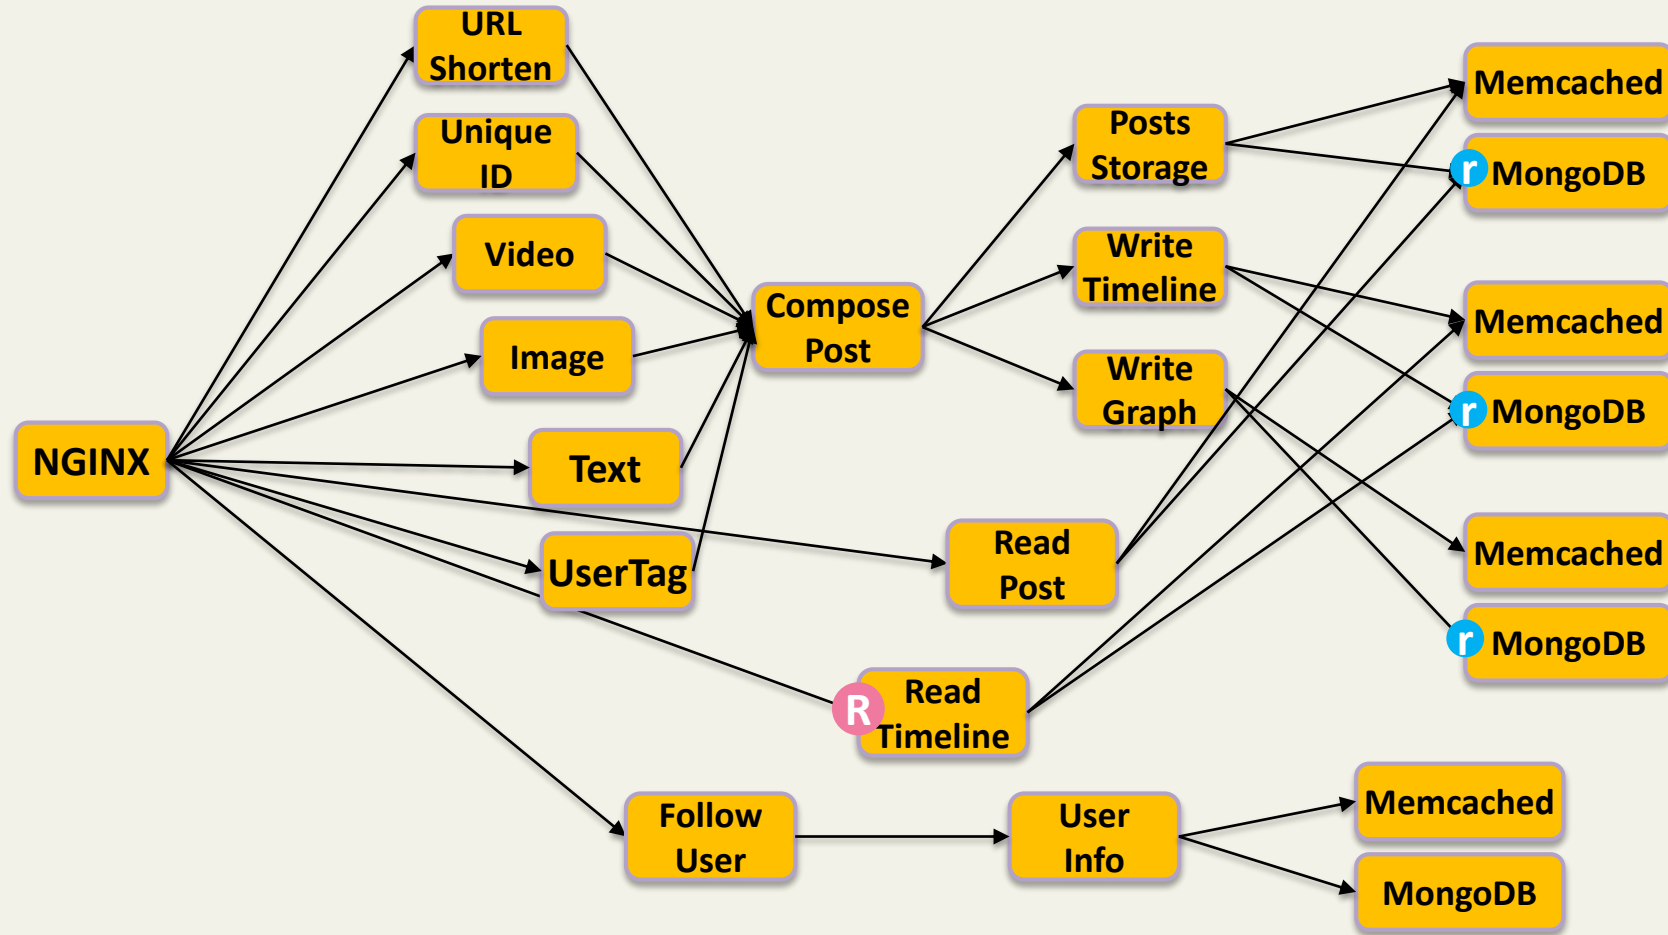 URL
Shorten
Unique
ID
Video
Image
NGINX
Text
UserTag
Compose
Post
Posts
Storage
Write
Timeline
Write
Graph
Read
Post
R
Read
Timeline
Follow
User
User
Info
Memcached
r
MongoDB
Memcached
r
MongoDB
Memcached
r
MongoDB
Memcached
MongoDB